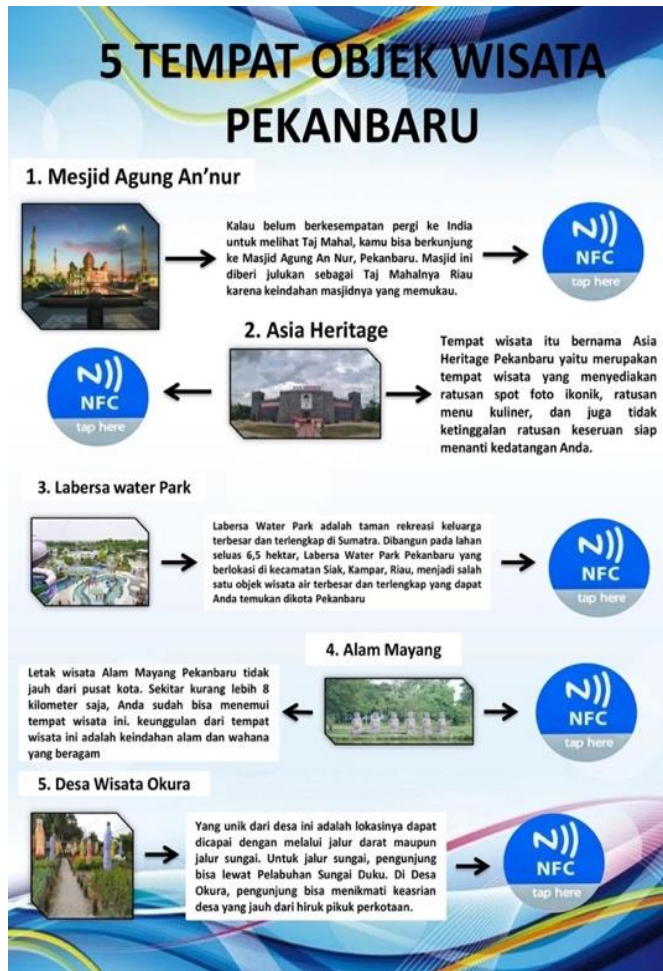 5 TEMPAT OBJEK WISATA
PEKANBARU
1. Mesjid Agung An'nur
Kalau belum berkesempatan pergi ke India
untuk melihat Taj Mahal, kamu bisa berkunjung
ke Masjid Agung An Nur, Pekanbaru. Masjid ini
diberi julukan sebagai Taj Mahalnya Riau
karena keindahan masjidnya yang memukau.
NFC
tap here
2. Asia Heritage
NFC
tap here
Tempat wisata itu bernama Asia
Heritage Pekanbaru yaitu merupakan
tempat wisata yang menyediakan
ratusan spot foto ikonik, ratusan
menu kuliner, dan juga tidak
ketinggalan ratusan keseruan siap
menanti kedatangan Anda.
3. Labersa water Park
Labersa Water Park adalah taman rekreasi keluarga
terbesar dan terlengkap di Sumatra. Dibangun pada lahan
seluas 6,5 hektar, Labersa Water Park Pekanbaru yang
berlokasi di kecamatan Siak, Kampar, Riau, menjadi salah
satu objek wisata air terbesar dan terlengkap yang dapat
Anda temukan dikota Pekanbaru
NFC
tap here
4. Alam Mayang
Letak wisata Alam Mayang Pekanbaru tidak
jauh dari pusat kota. Sekitar kurang lebih 8
kilometer saja, Anda sudah bisa menemui
tempat wisata ini. keunggulan dari tempat
wisata ini adalah keindahan alam dan wahana
yang beragam
NFC
tap here
5. Desa Wisata Okura
Yang unik dari desa ini adalah lokasinya dapat
dicapai dengan melalui jalur darat maupun
jalur sungai. Untuk jalur sungai, pengunjung
bisa lewat Pelabuhan Sungai Duku. Di Desa
Okura, pengunjung bisa menikmati keasrian
desa yang jauh dari hiruk pikuk perkotaan.
NFC
tap here